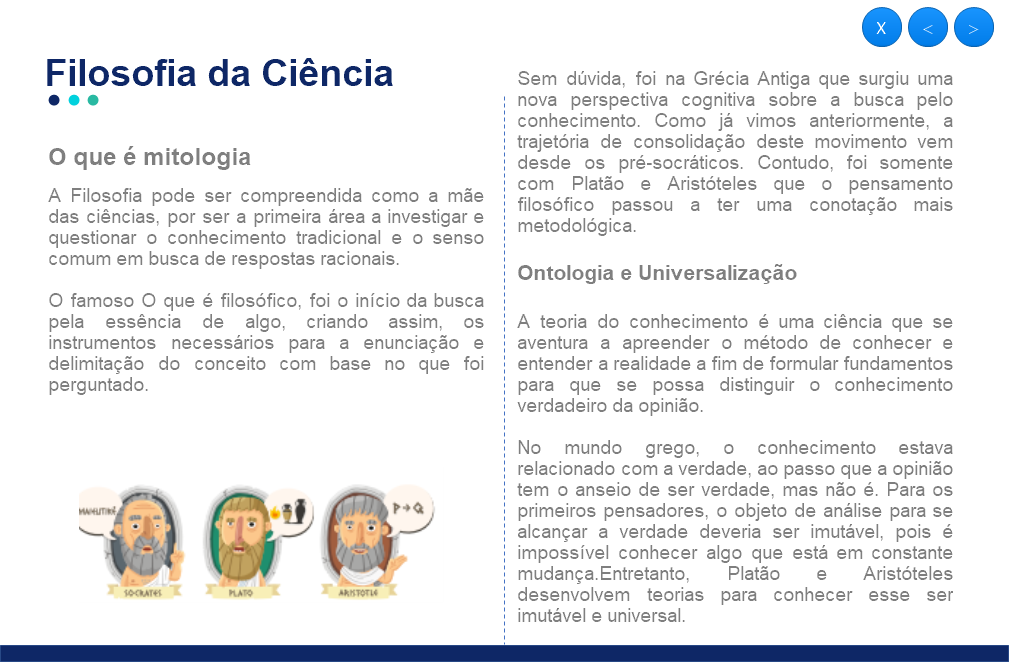 X < >
Filosofia da Ciência
O que é mitologia
A Filosofia pode ser compreendida como a mãe
das ciências, por ser a primeira área a investigar e
questionar o conhecimento tradicional e o senso
comum em busca de respostas racionais.
O famoso O que é filosófico, foi o início da busca
pela essência de algo, criando assim, os
instrumentos necessários para a enunciação e
delimitação do conceito com base no que foi
perguntado.
P → Q
SOCRATES
PLATO
ARISTOTLE
Sem dúvida, foi na Grécia Antiga que surgiu uma
nova perspectiva cognitiva sobre a busca pelo
conhecimento. Como já vimos anteriormente, a
trajetória de consolidação deste movimento vem
desde os pré-socráticos. Contudo, foi somente
com Platão e Aristóteles que o pensamento
filosófico passou a ter uma conotação mais
metodológica.
Ontologia e Universalização
A teoria do conhecimento é uma ciência que se
aventura a apreender o método de conhecer e
entender a realidade a fim de formular fundamentos
para que se possa distinguir o conhecimento
verdadeiro da opinião.
No mundo grego, o conhecimento estava
relacionado com a verdade, ao passo que a opinião
tem o anseio de ser verdade, mas não é. Para os
primeiros pensadores, o objeto de análise para se
alcançar a verdade deveria ser imutável, pois é
impossível conhecer algo que está em constante
mudança.Entretanto, Platão e Aristóteles
desenvolvem teorias para conhecer esse ser
imutável e universal.